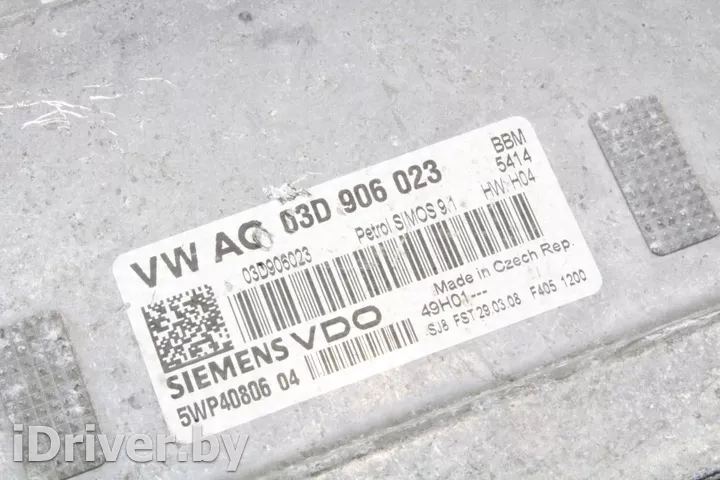 VW AG 03D 906 023
BBM
5414
03D906023 Petrol SIMOS 9.1 HW: H04
Made in Czech Rep.
49H01---
SIEMENS VDO
SJ8 FST 29.03.08 F405 1200
5WP40806 04
iDriver.by